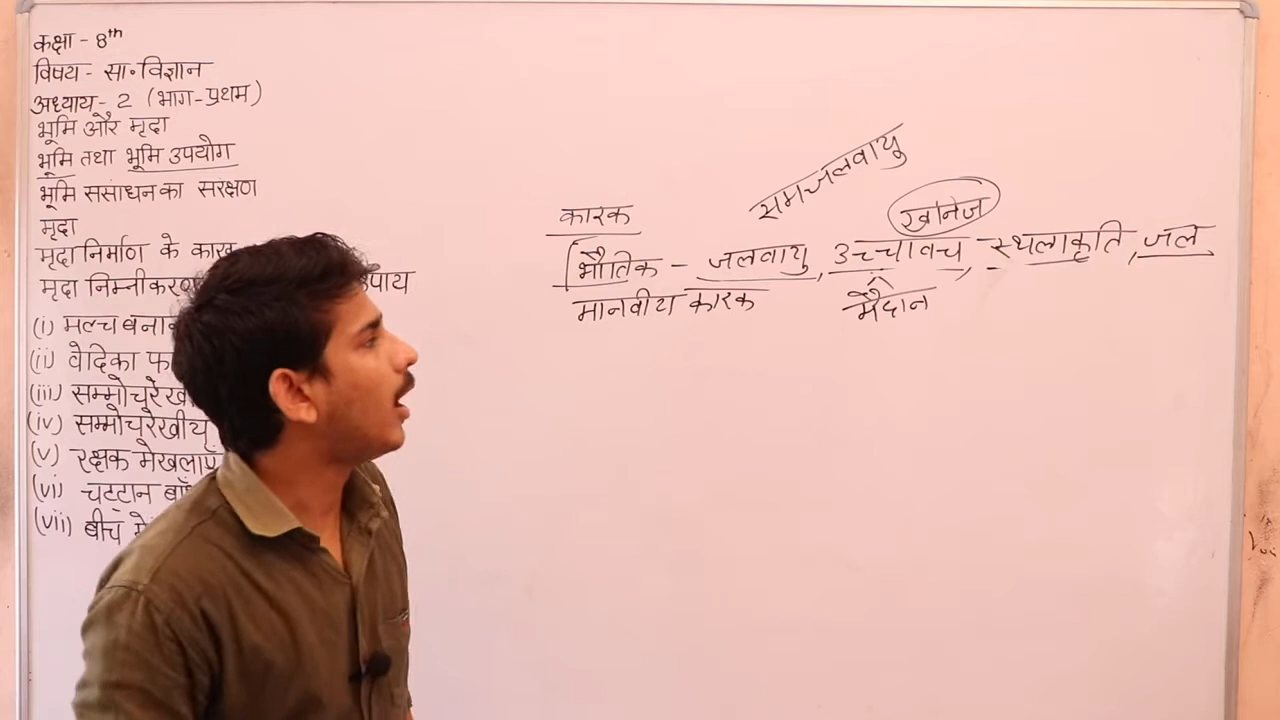 कक्षा - 8th
विषय - सा. विज्ञान
अध्याय - 2 (भाग-प्रथम)
भूमि और मृदा
भूमि तथा भूमि उपयोग
भूमि संसाधन का संरक्षण
मृदा
मृदा निर्माण के कारक
मृदा निम्नीकरण उपाय
(i) मल्च बनाना
(ii) वेदिका
(iii) सम्मोचरेख
(iv) सम्मोचरेखीय
(v) रक्षक मेखलाएँ
(vi) चट्टान बाँध
(vii) बीच
समजलवायु
कारक
खनिज
भौतिक - जलवायु, उच्चावच, स्थलाकृति, जल
मानवीय कारक
मैदान